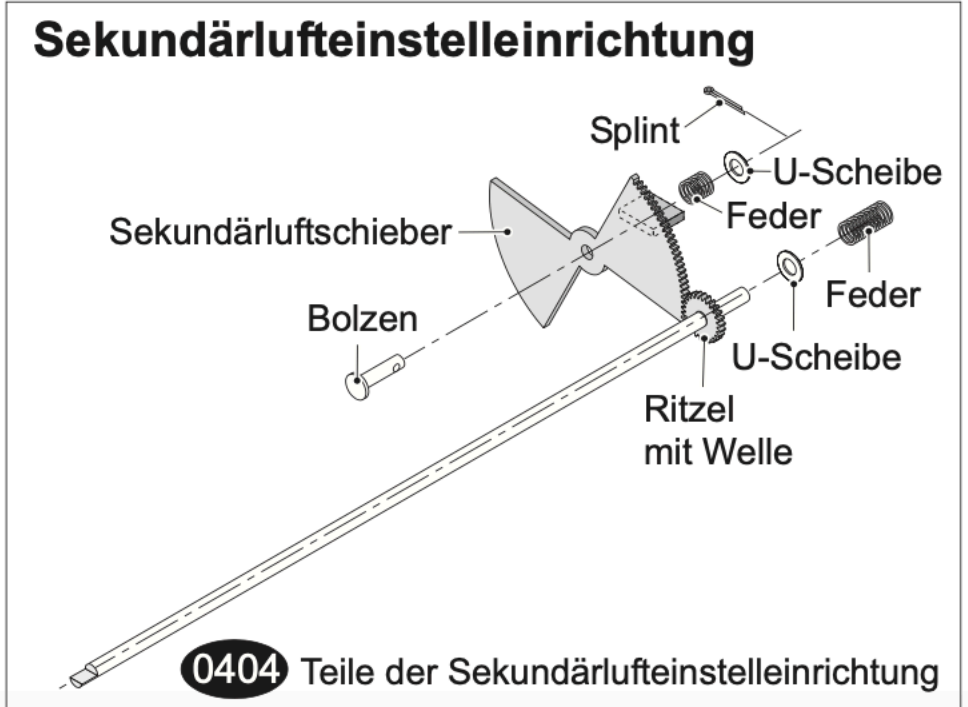 Sekundärlufteinstelleinrichtung
Splint
U-Scheibe
Feder
Sekundärluftschieber
Feder
Bolzen
U-Scheibe
Ritzel
mit Welle
0404 Teile der Sekundärlufteinstelleinrichtung